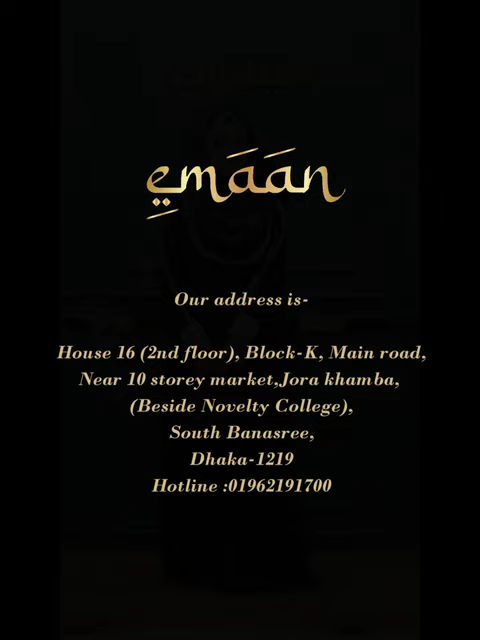 emaan
Our address is-
House 16 (2nd floor), Block-K, Main road,
Near 10 storey market,Jora khamba,
(Beside Novelty College),
South Banasree,
Dhaka-1219
Hotline :01962191700